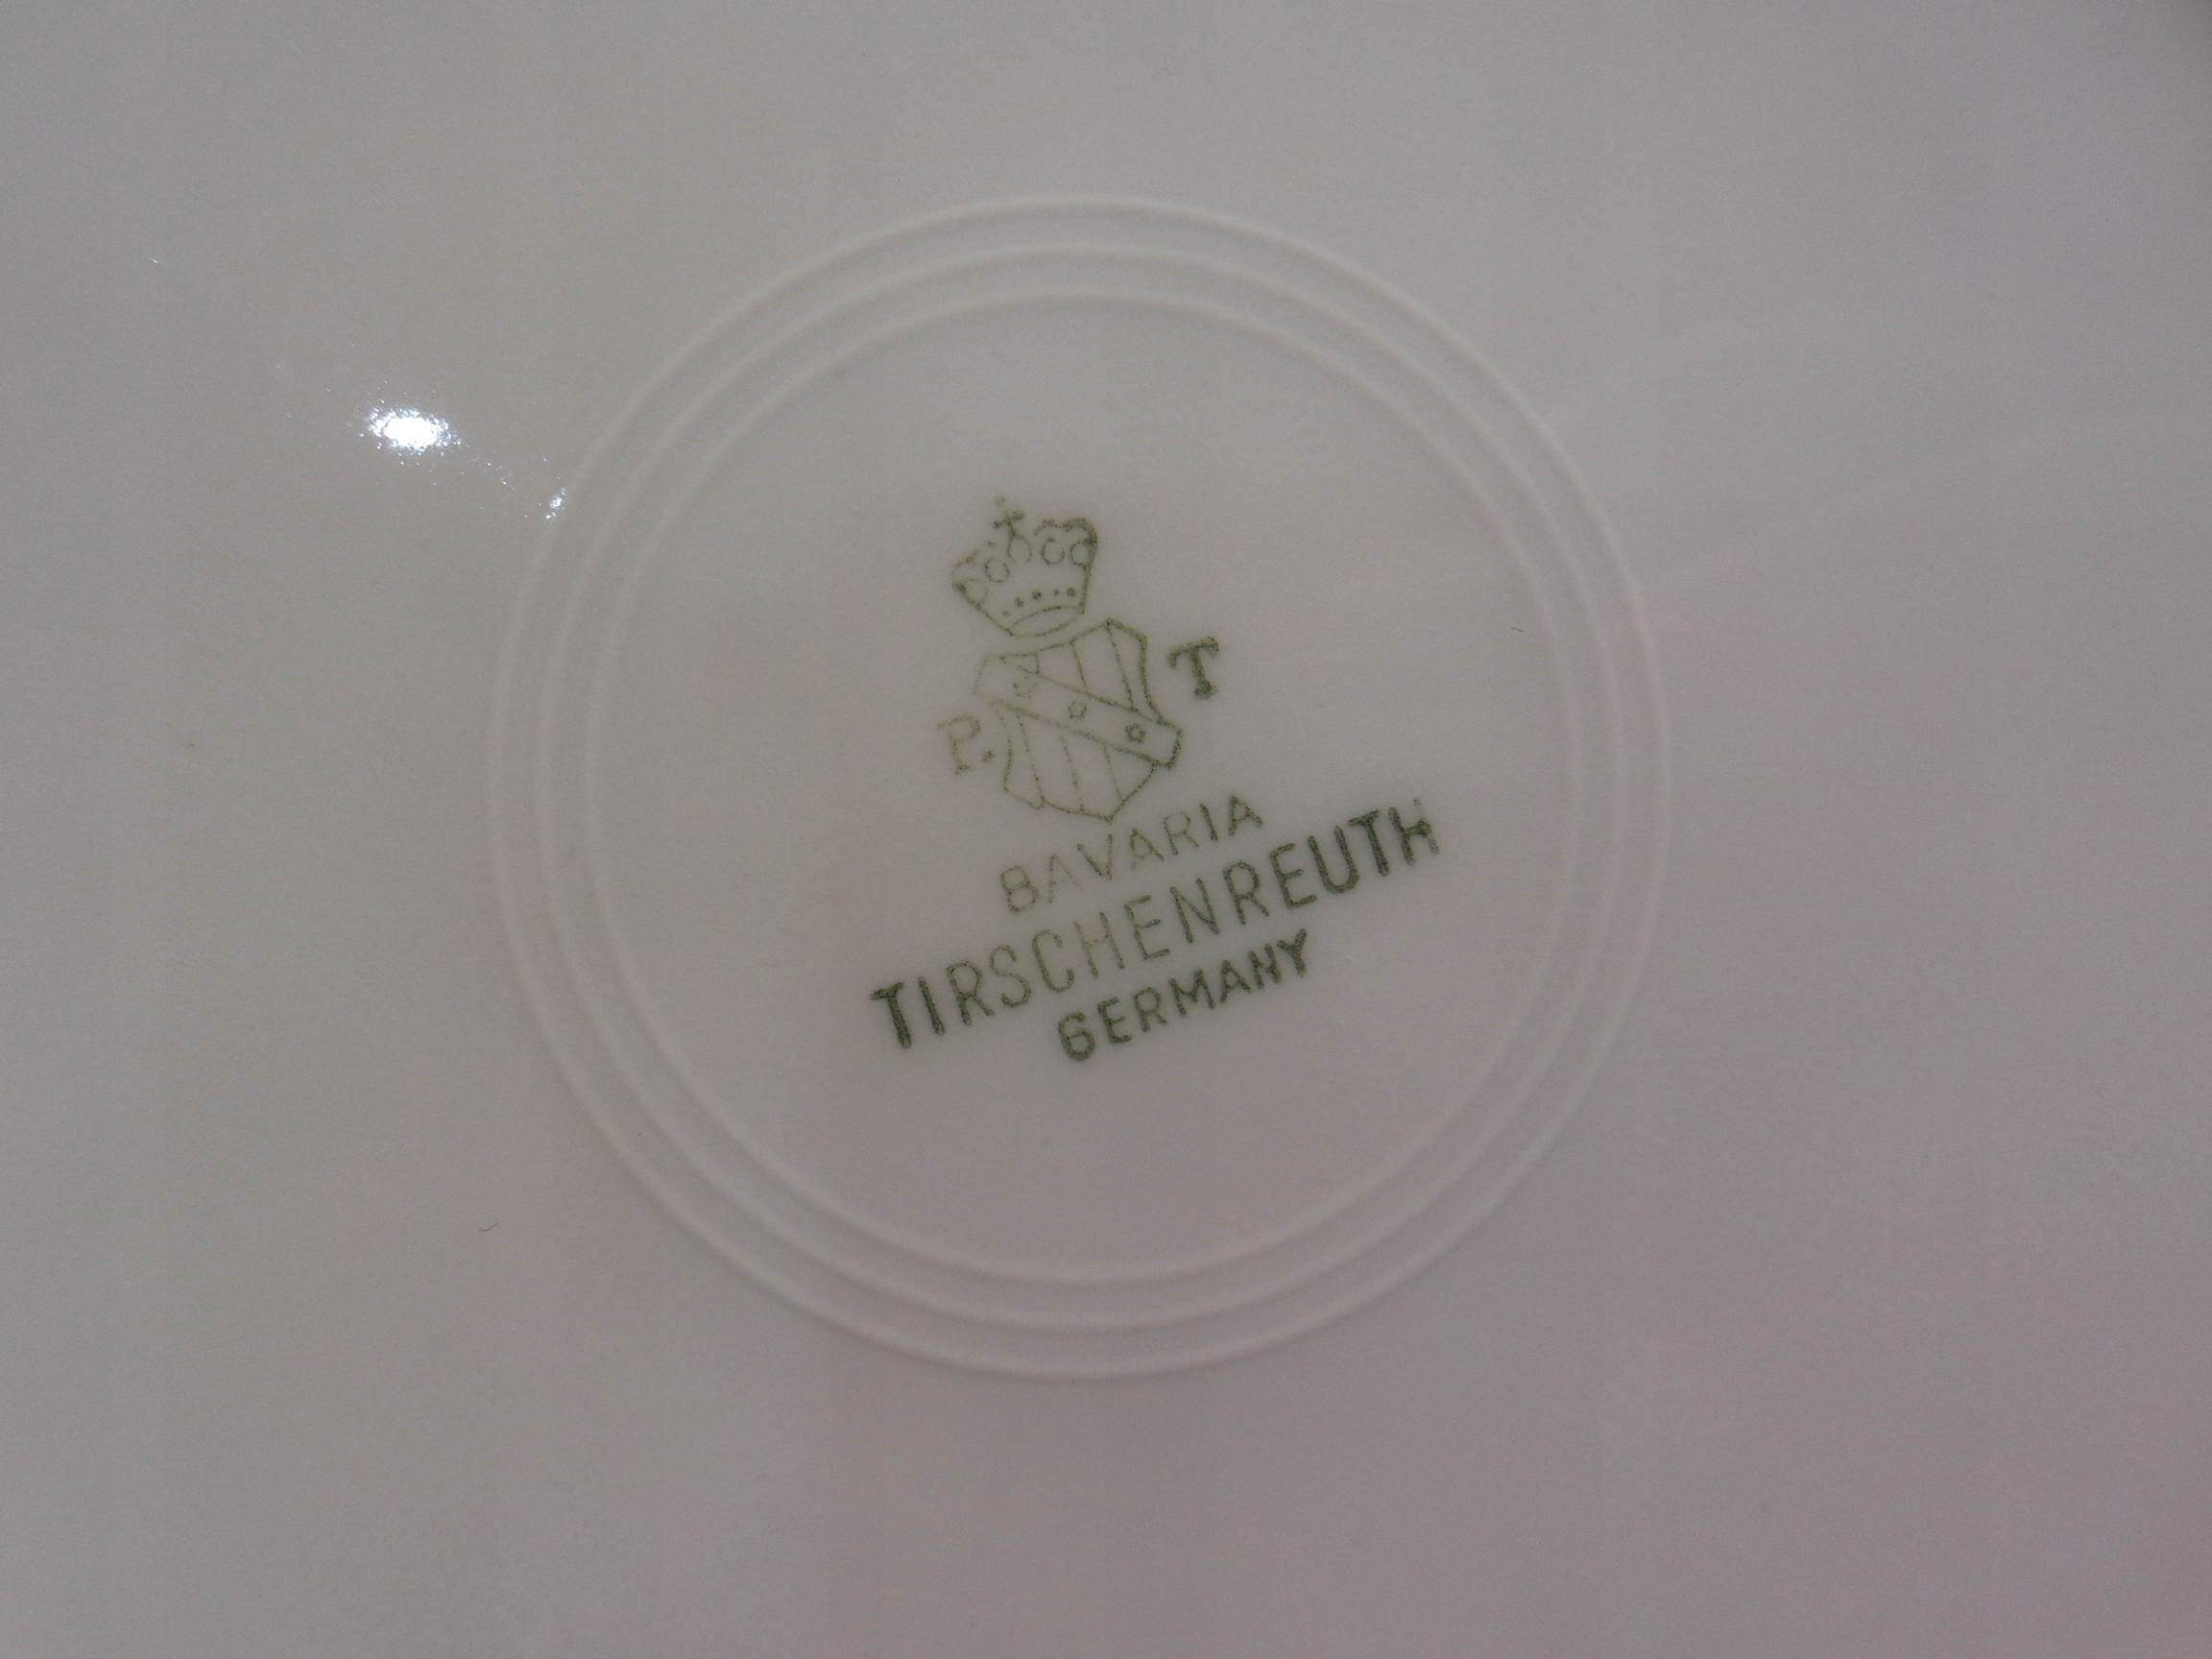 P. T
BAVARIA
TIRSCHENREUTH
GERMANY